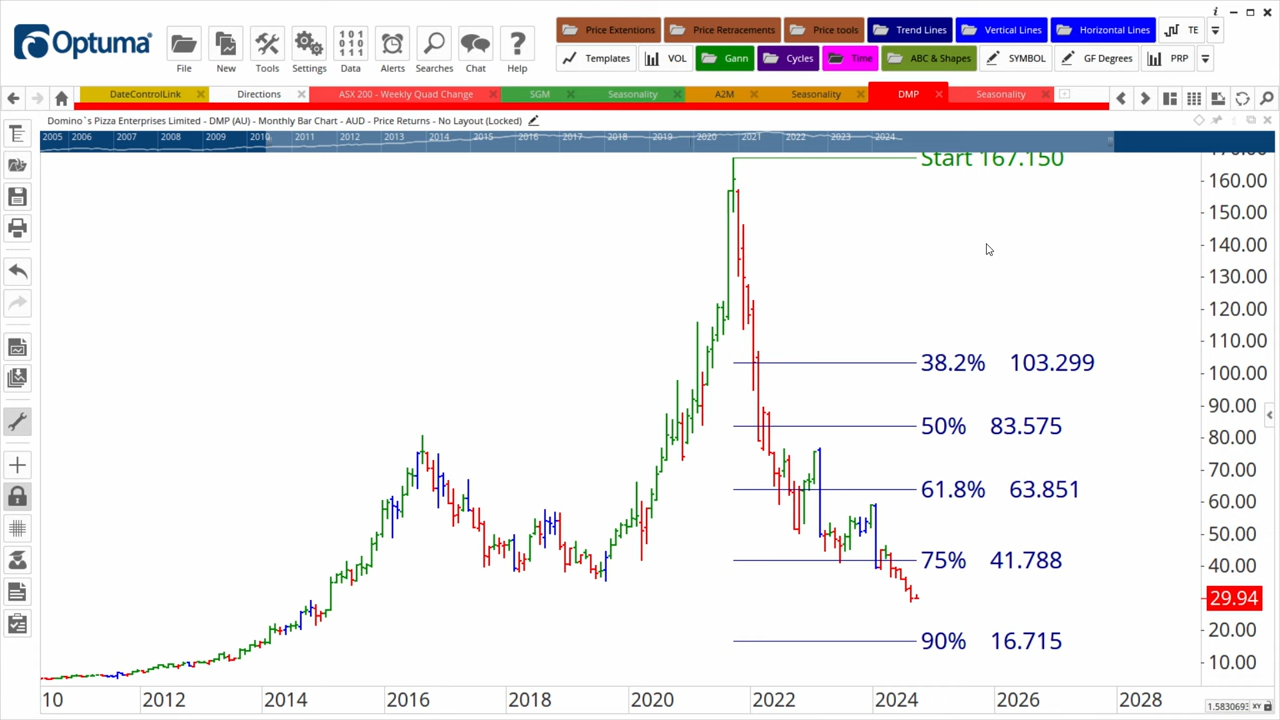 Optuma
File
New
Tools
Settings
Data
Alerts
Searches
Chat
Help
Price Extentions
Price Retracements
Price tools
Trend Lines
Vertical Lines
Horizontal Lines
TE
Templates
VOL
Gann
Cycles
Time
ABC & Shapes
SYMBOL
GF Degrees
PRP
DateControlLink
Directions
ASX 200 - Weekly Quad Change
SGM
Seasonality
A2M
Seasonality
DMP
Seasonality
Domino`s Pizza Enterprises Limited - DMP (AU) - Monthly Bar Chart - AUD - Price Returns - No Layout (Locked)
2005 2006 2007 2008 2009 2010 2011 2012 2013 2014 2015 2016 2017 2018 2019 2020 2021 2022 2023 2024
Start 167.150
170.00
160.00
150.00
140.00
130.00
120.00
110.00
38.2% 103.299
100.00
90.00
50% 83.575
80.00
70.00
61.8% 63.851
60.00
50.00
75% 41.788
40.00
29.94
20.00
90% 16.715
10.00
10 2012 2014 2016 2018 2020 2022 2024 2026 2028
XY